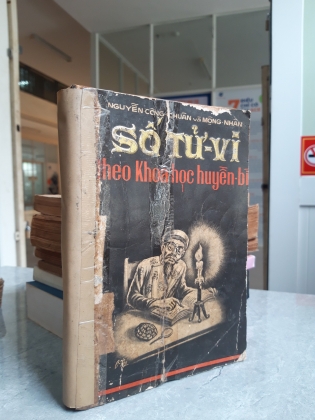 NGUYỄN CÔNG CHUẨN và MỘNG-NHÂN
SỐ TỬ-VI
theo Khoa học huyền-bí